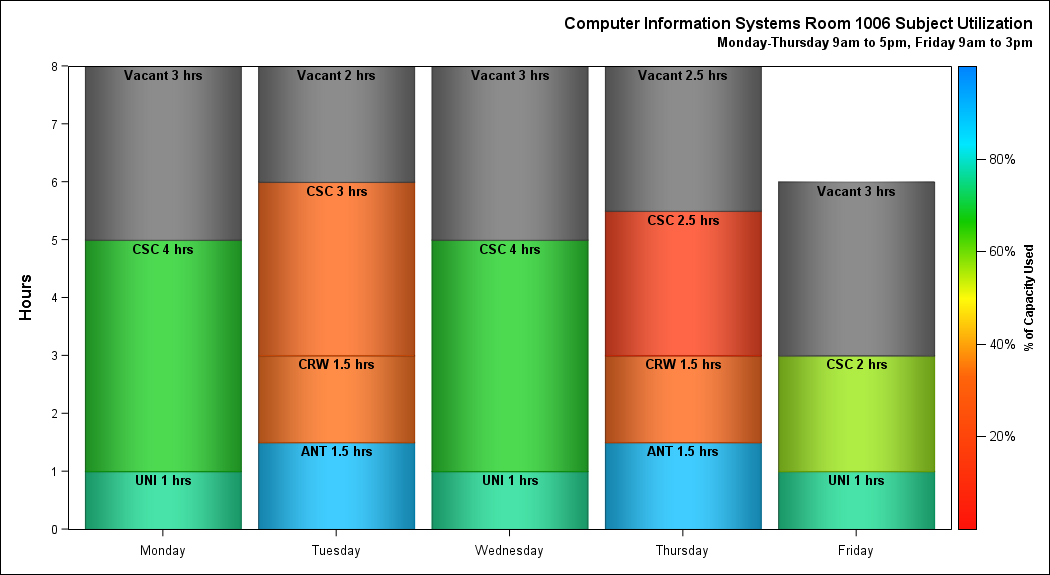 Computer Information Systems Room 1006 Subject Utilization
Monday-Thursday 9am to 5pm, Friday 9am to 3pm
8
7
6
5
4
3
2
1
0
Hours
Vacant 3 hrs
CSC 4 hrs
UNI 1 hrs
Vacant 2 hrs
CSC 3 hrs
CRW 1.5 hrs
ANT 1.5 hrs
Vacant 3 hrs
CSC 4 hrs
UNI 1 hrs
Vacant 2.5 hrs
CSC 2.5 hrs
CRW 1.5 hrs
ANT 1.5 hrs
Vacant 3 hrs
CSC 2 hrs
UNI 1 hrs
Monday
Tuesday
Wednesday
Thursday
Friday
80%
60%
40%
20%
% of Capacity Used